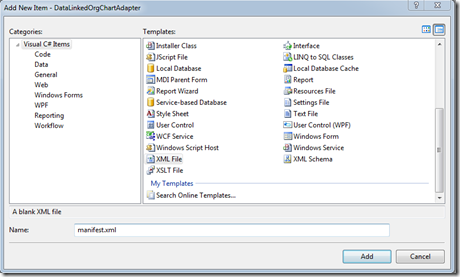 Add New Item - DataLinkedOrgChartAdapter
Categories:
Templates:
Visual C# Items
Code
Data
General
Web
Windows Forms
WPF
Reporting
Workflow
Installer Class
Interface
JScript File
LINQ to SQL Classes
Local Database
Local Database Cache
MDI Parent Form
Report
Report Wizard
Resources File
Service-based Database
Settings File
Style Sheet
Text File
User Control
User Control (WPF)
WCF Service
Windows Form
Windows Script Host
Windows Service
XML File
XML Schema
XSLT File
My Templates
Search Online Templates...
A blank XML file
Name:
manifest.xml
Add
Cancel